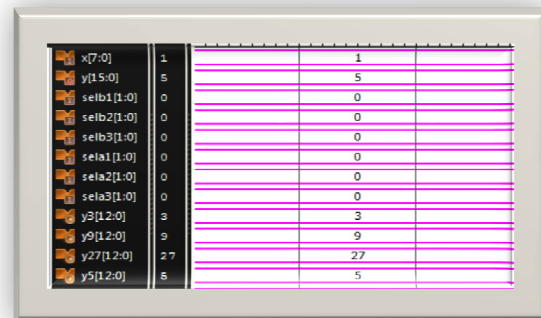 x[7:0] 1 1
y[15:0] 5 5
selb1[1:0] 0 0
selb2[1:0] 0 0
selb3[1:0] 0 0
sela1[1:0] 0 0
sela2[1:0] 0 0
sela3[1:0] 0 0
y3[12:0] 3 3
y9[12:0] 9 9
y27[12:0] 27 27
y5[12:0] 5 5